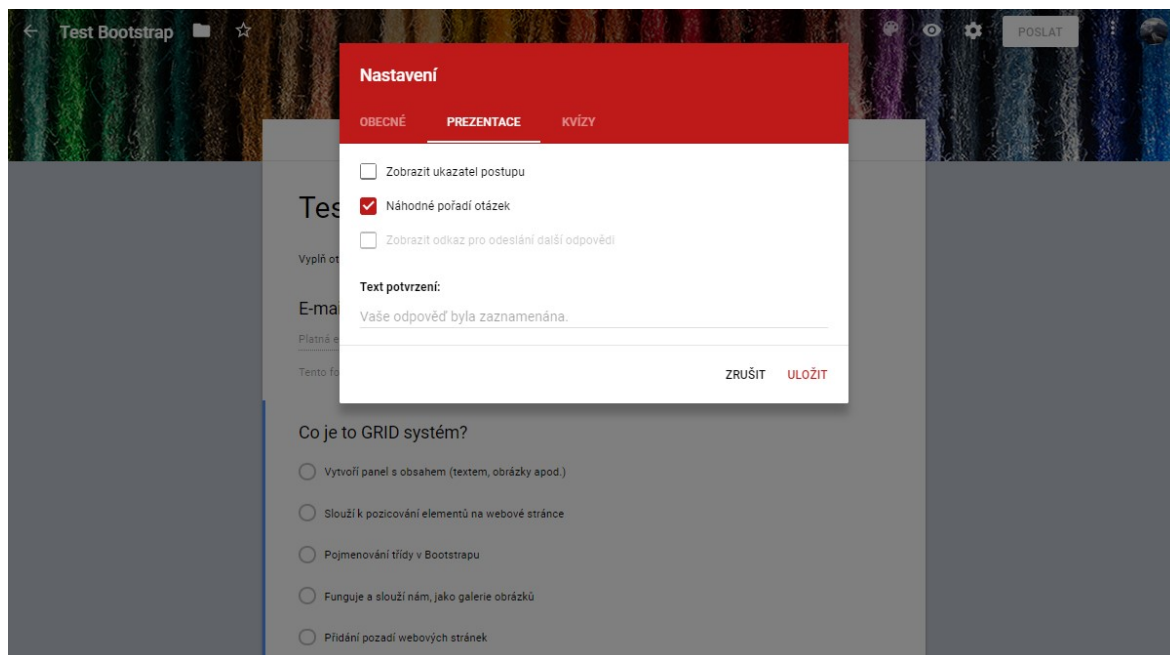 Test Bootstrap
POSLAT
Nastavení
OBECNÉ PREZENTACE KVÍZY
Zobrazit ukazatel postupu
Náhodné pořadí otázek
Zobrazit odkaz pro odeslání další odpovědi
Text potvrzení:
Vaše odpověď byla zaznamenána.
ZRUŠIT ULOŽIT
Tes
Vyplň ot
E-mai
Platná e
Tento fo
Co je to GRID systém?
Vytvoří panel s obsahem (textem, obrázky apod.)
Slouží k pozicování elementů na webové stránce
Pojmenování třídy v Bootstrapu
Funguje a slouží nám, jako galerie obrázků
Přidání pozadí webových stránek